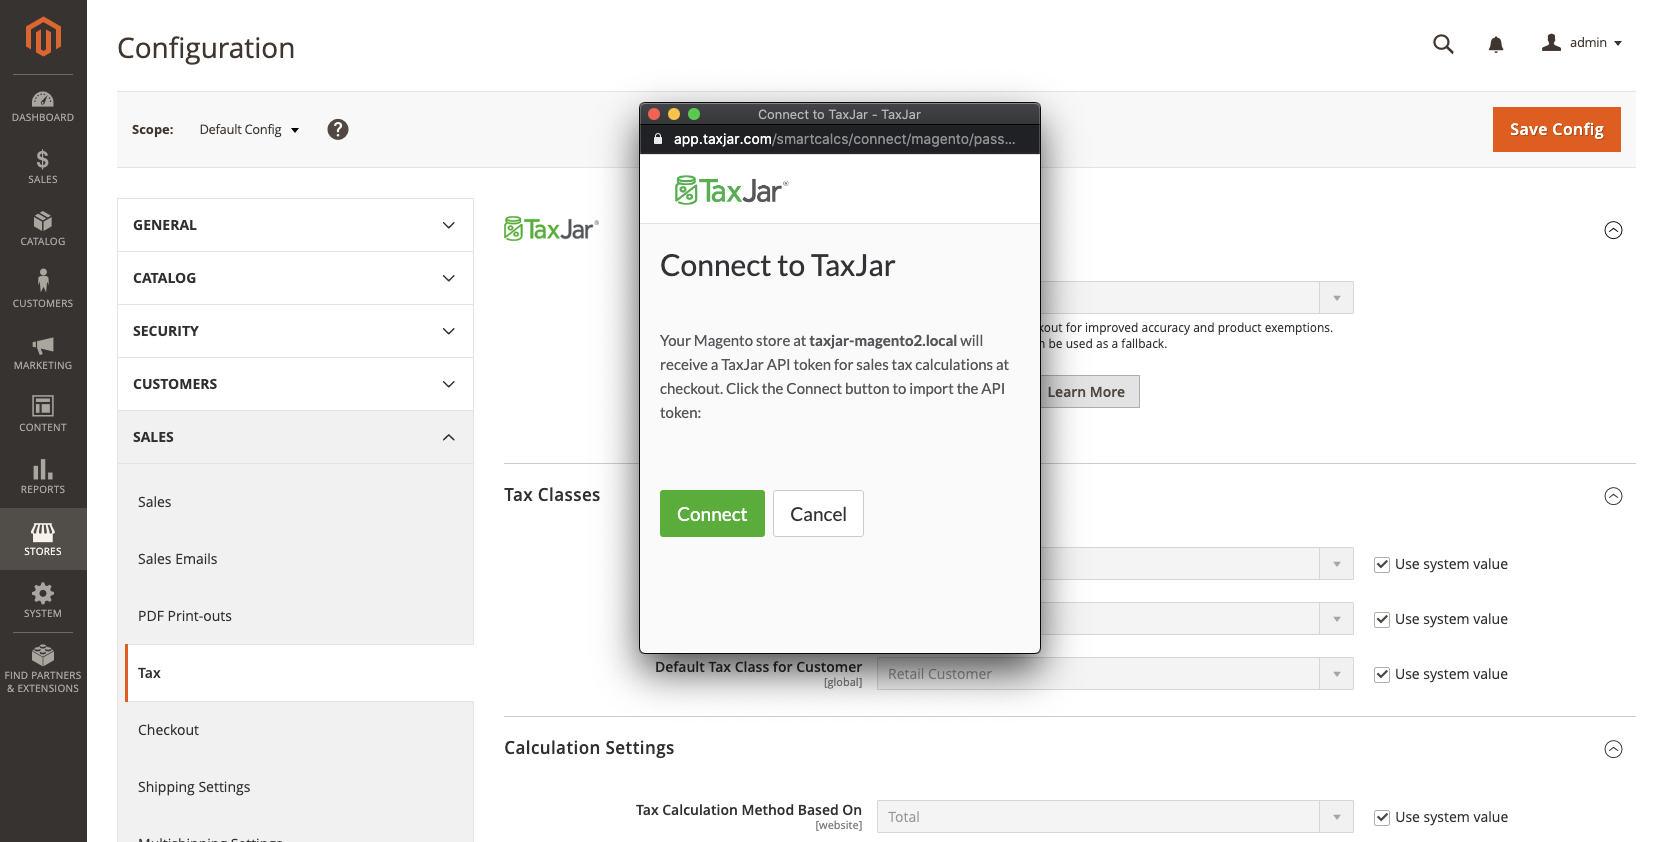 Configuration
admin
Scope:
Default Config
?
Save Config
DASHBOARD
$
SALES
CATALOG
CUSTOMERS
MARKETING
CONTENT
REPORTS
STORES
SYSTEM
FIND PARTNERS
& EXTENSIONS
GENERAL
CATALOG
SECURITY
CUSTOMERS
SALES
Sales
Sales Emails
PDF Print-outs
Tax
Checkout
Shipping Settings
Multishipping Settings
TaxJar®
Connect to TaxJar - TaxJar
app.taxjar.com/smartcalcs/connect/magento/pass...
TaxJar®
Connect to TaxJar
Your Magento store at taxjar-magento2.local will
receive a TaxJar API token for sales tax calculations at
checkout. Click the Connect button to import the API
token:
Connect
Cancel
kout for improved accuracy and product exemptions.
n be used as a fallback.
Learn More
Tax Classes
Use system value
Use system value
Default Tax Class for Customer
[global]
Retail Customer
Use system value
Calculation Settings
Tax Calculation Method Based On
[website]
Total
Use system value